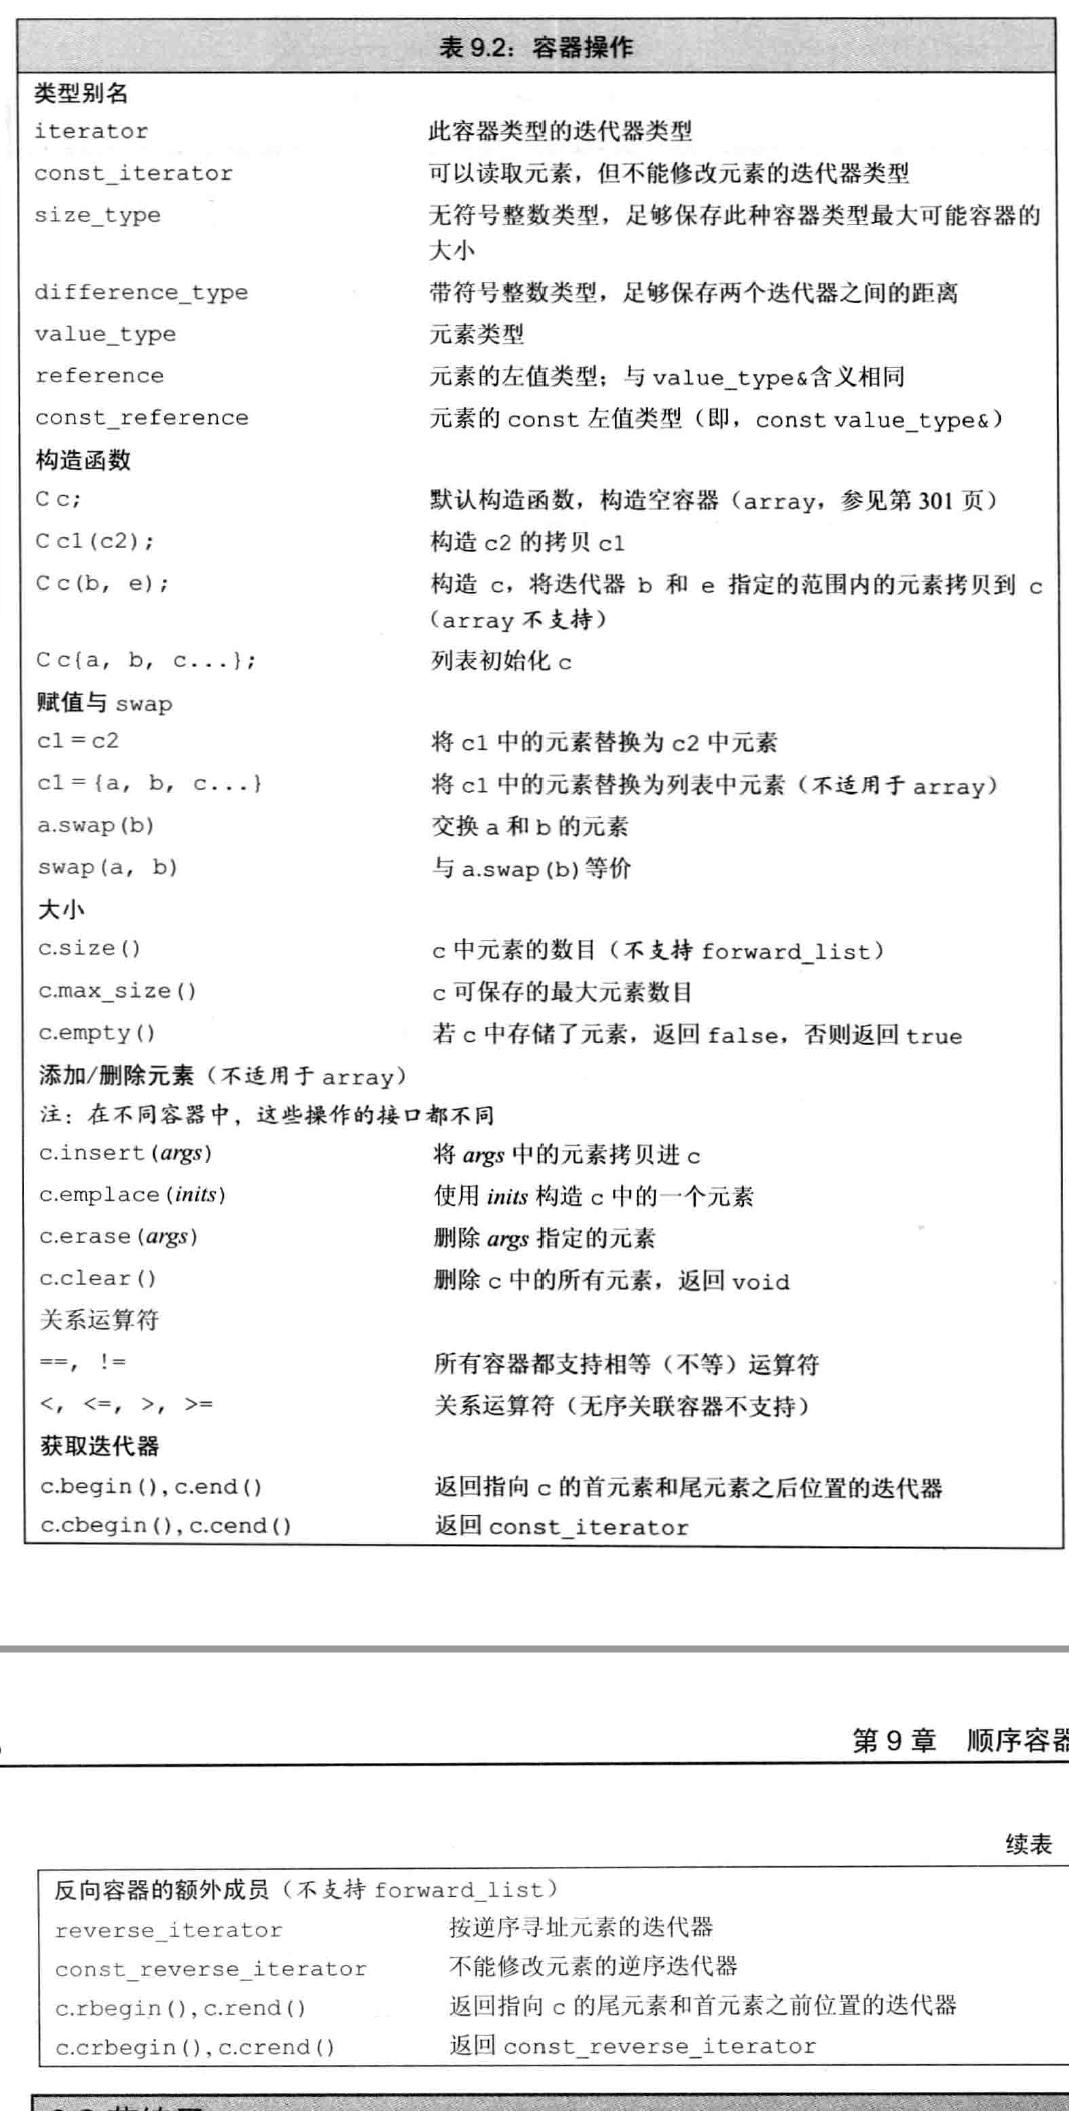 表 9.2：容器操作
类型别名
iterator 此容器类型的迭代器类型
const_iterator 可以读取元素，但不能修改元素的迭代器类型
size_type 无符号整数类型，足够保存此种容器类型最大可能容器的
大小
difference_type 带符号整数类型，足够保存两个迭代器之间的距离
value_type 元素类型
reference 元素的左值类型；与 value_type&含义相同
const_reference 元素的 const 左值类型（即，const value_type&）
构造函数
C c; 默认构造函数，构造空容器（array，参见第 301 页）
C c1(c2); 构造 c2 的拷贝 c1
C c(b, e); 构造 c，将迭代器 b 和 e 指定的范围内的元素拷贝到 c
（array 不支持）
C c{a, b, c...}; 列表初始化 c
赋值与 swap
c1 = c2 将 c1 中的元素替换为 c2 中元素
c1 = {a, b, c...} 将 c1 中的元素替换为列表中元素（不适用于 array）
a.swap(b) 交换 a 和 b 的元素
swap(a, b) 与 a.swap(b)等价
大小
c.size() c 中元素的数目（不支持 forward_list）
c.max_size() c 可保存的最大元素数目
c.empty() 若 c 中存储了元素，返回 false，否则返回 true
添加/删除元素（不适用于 array）
注：在不同容器中，这些操作的接口都不同
c.insert(args) 将 args 中的元素拷贝进 c
c.emplace(inits) 使用 inits 构造 c 中的一个元素
c.erase(args) 删除 args 指定的元素
c.clear() 删除 c 中的所有元素，返回 void
关系运算符
==, != 所有容器都支持相等（不等）运算符
<, <=, >, >= 关系运算符（无序关联容器不支持）
获取迭代器
c.begin(), c.end() 返回指向 c 的首元素和尾元素之后位置的迭代器
c.cbegin(), c.cend() 返回 const_iterator
第 9 章 顺序容器
续表
反向容器的额外成员（不支持 forward_list）
reverse_iterator 按逆序寻址元素的迭代器
const_reverse_iterator 不能修改元素的逆序迭代器
c.rbegin(), c.rend() 返回指向 c 的尾元素和首元素之前位置的迭代器
c.crbegin(), c.crend() 返回 const_reverse_iterator